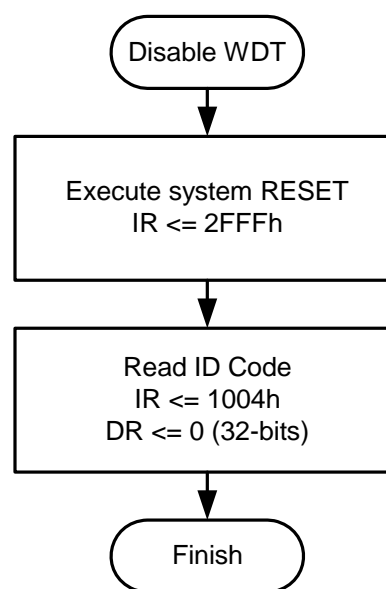 Disable WDT
Execute system RESET
IR <= 2FFFh
Read ID Code
IR <= 1004h
DR <= 0 (32-bits)
Finish